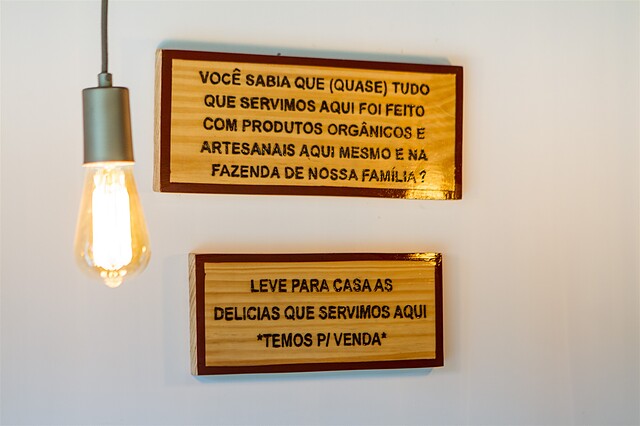 VOCÊ SABIA QUE (QUASE) TUDO
QUE SERVIMOS AQUI FOI FEITO
COM PRODUTOS ORGÂNICOS E
ARTESANAIS AQUI MESMO E NA
FAZENDA DE NOSSA FAMÍLIA ?
LEVE PARA CASA AS
DELICIAS QUE SERVIMOS AQUI
*TEMOS P/ VENDA*